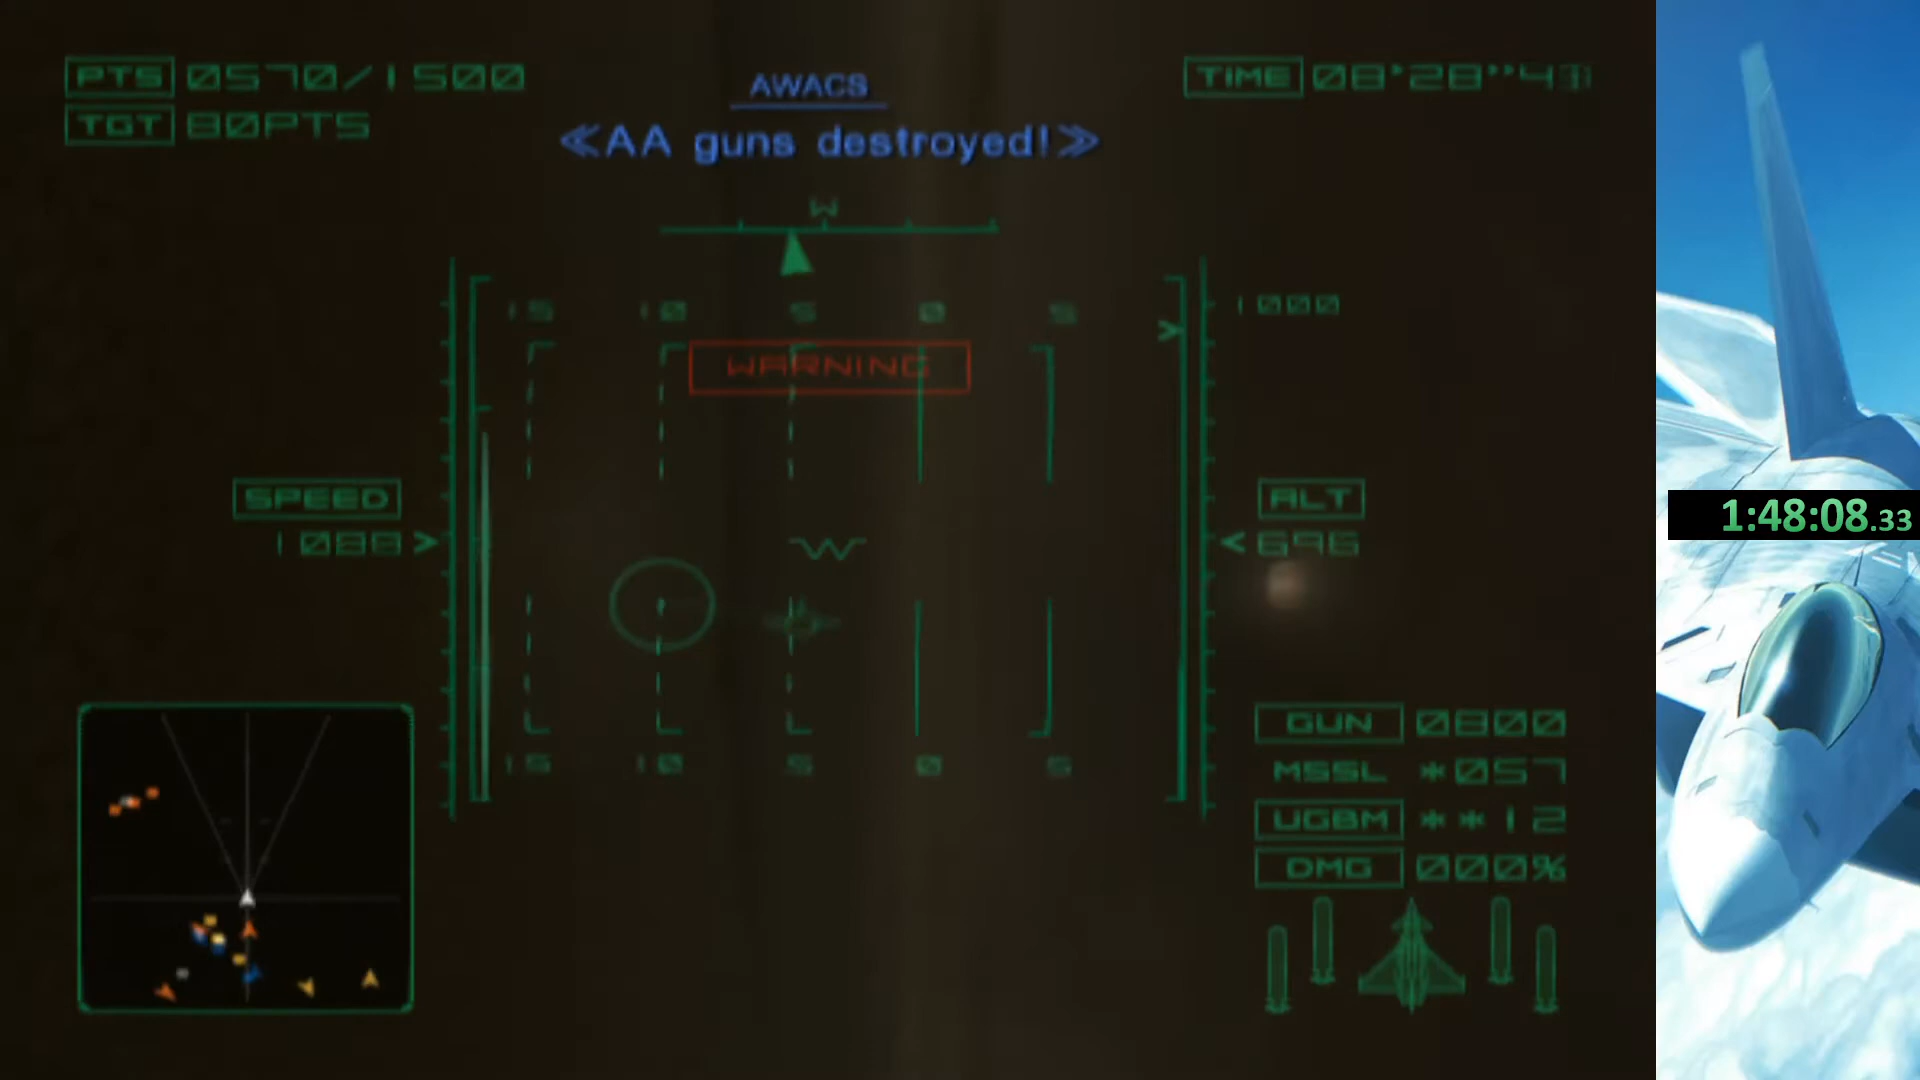 PTS 0570/1500
TGT 80PTS
AWACS
≪AA guns destroyed!≫
TIME 08'28"43
W
15 10 5 0 5
1000
WARNING
SPEED
1088 >
ALT
< 696
1:48:08.33
15 10 5 0 5
GUN 0800
MSSL *057
UGBM **12
DMG 000%